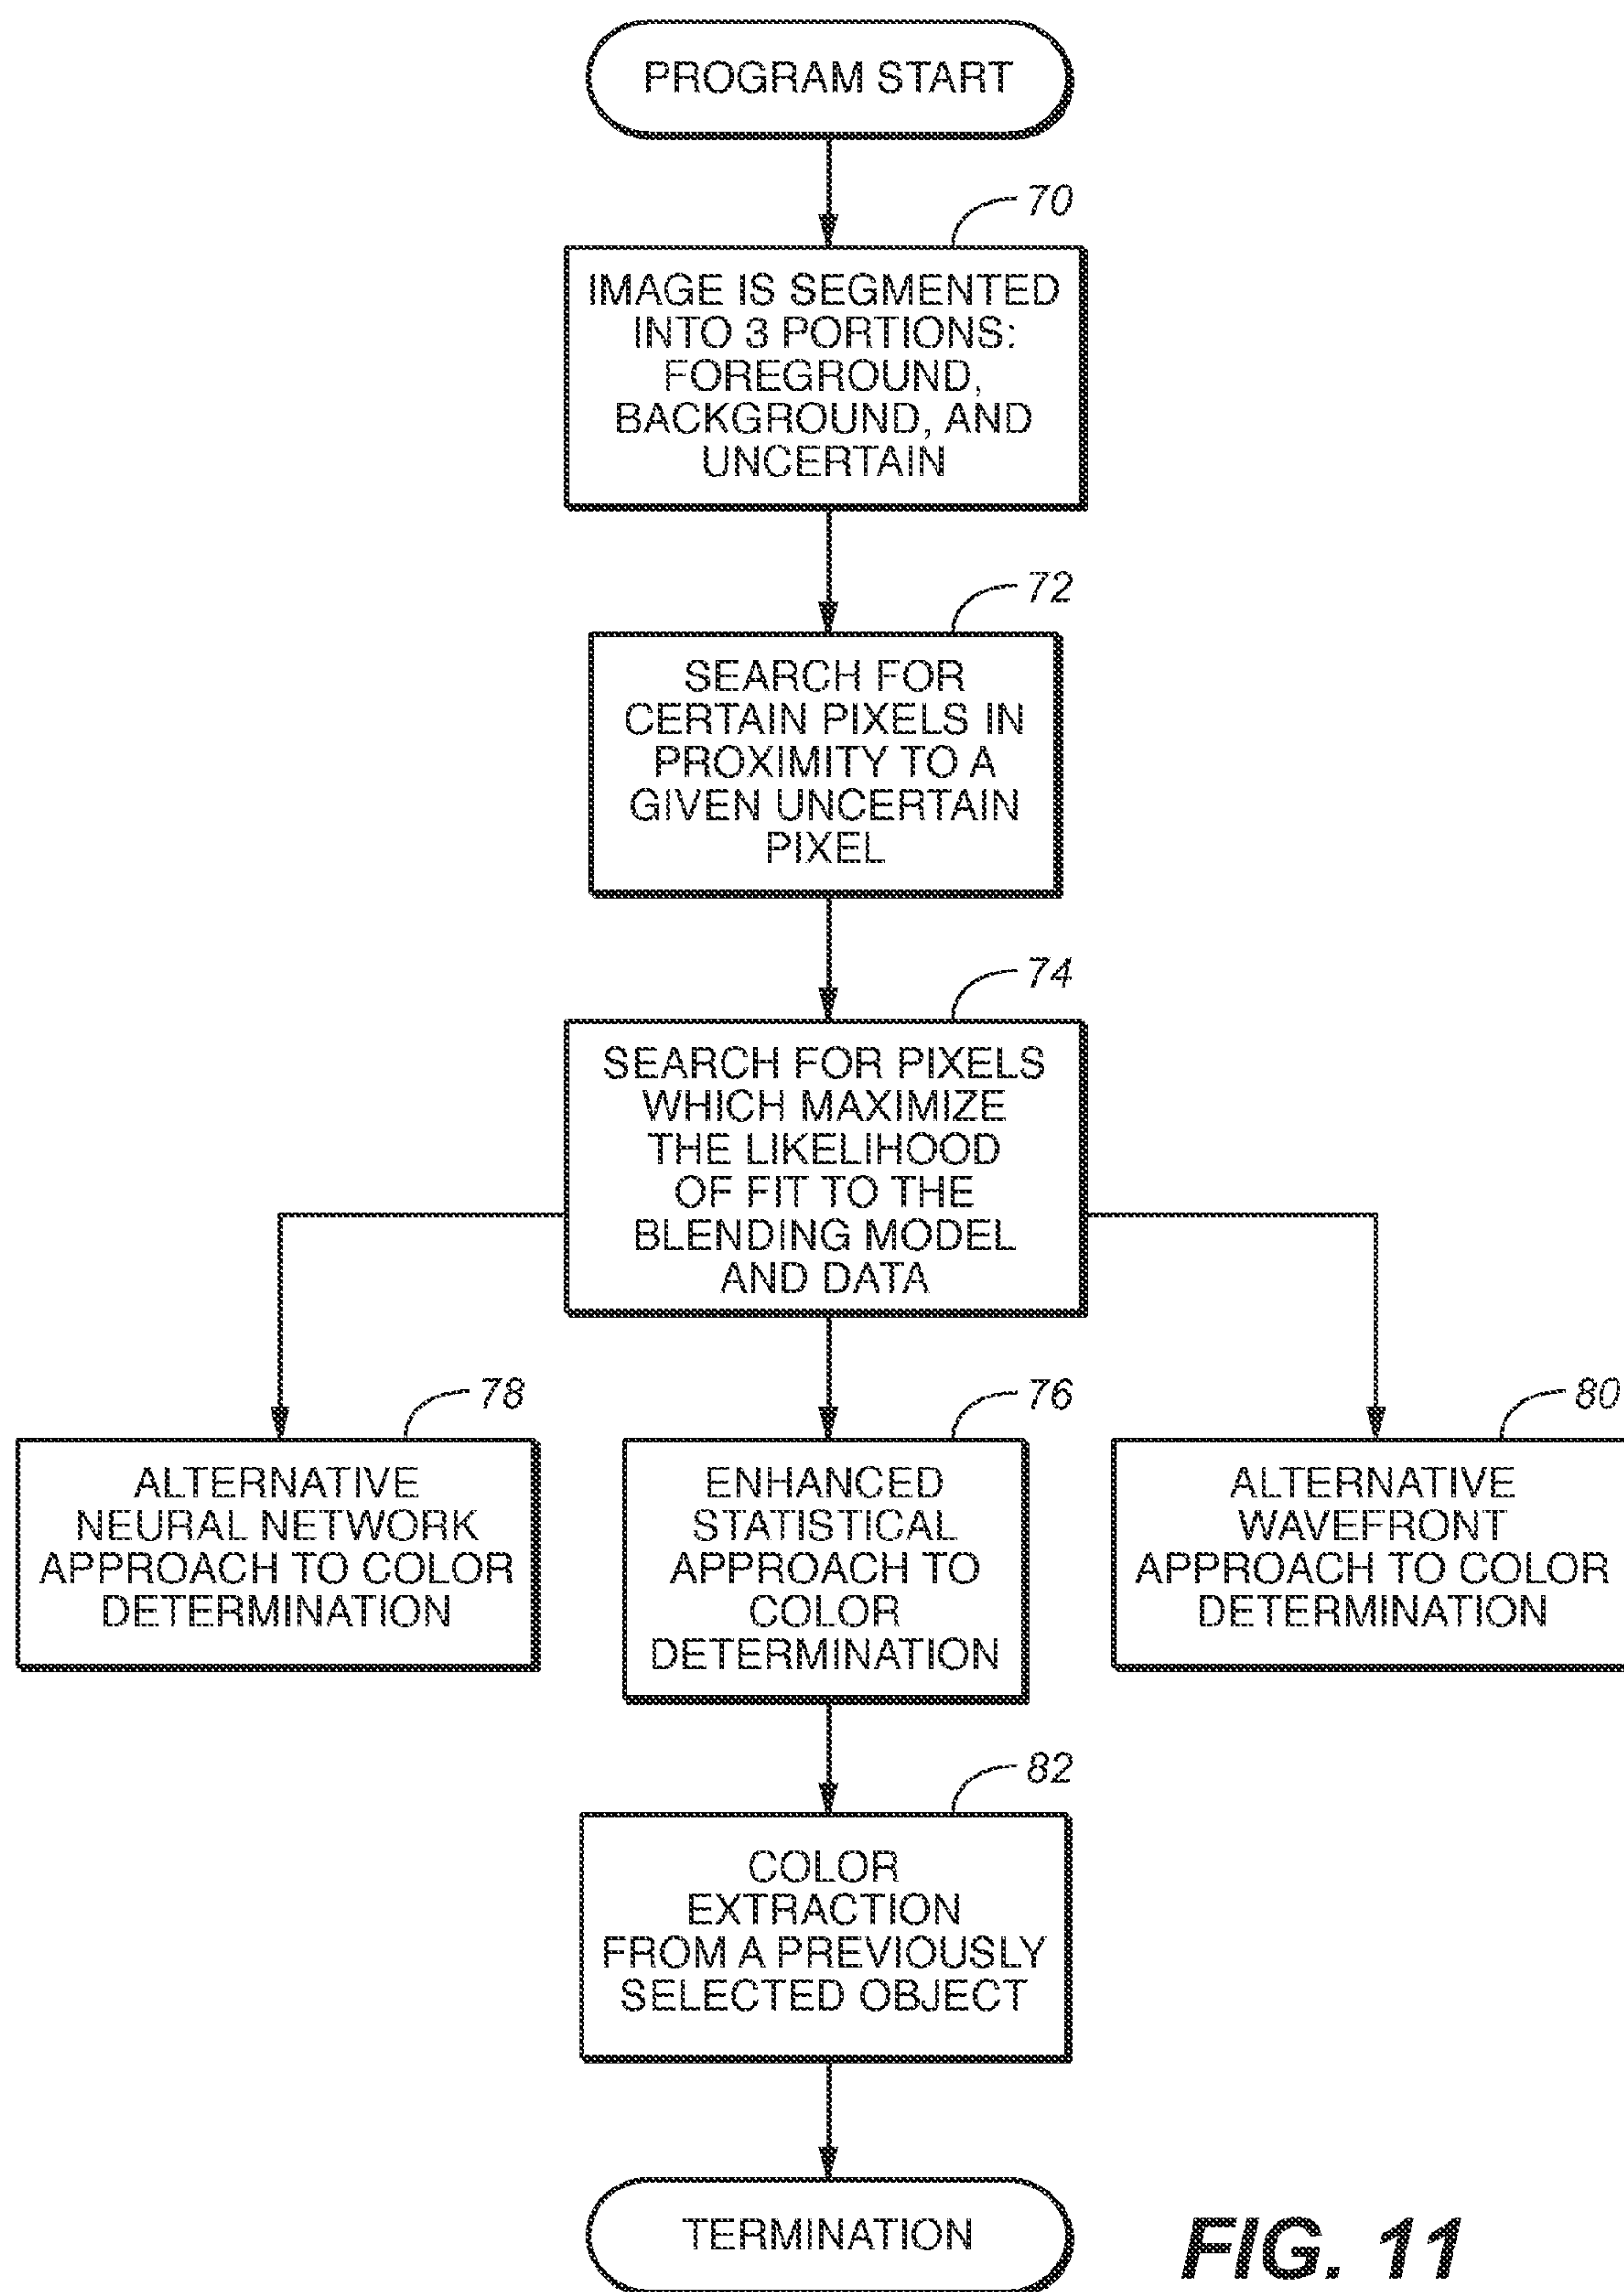 PROGRAM START
70
IMAGE IS SEGMENTED
INTO 3 PORTIONS:
FOREGROUND,
BACKGROUND, AND
UNCERTAIN
72
SEARCH FOR
CERTAIN PIXELS IN
PROXIMITY TO A
GIVEN UNCERTAIN
PIXEL
74
SEARCH FOR PIXELS
WHICH MAXIMIZE
THE LIKELIHOOD
OF FIT TO THE
BLENDING MODEL
AND DATA
78
ALTERNATIVE
NEURAL NETWORK
APPROACH TO COLOR
DETERMINATION
76
ENHANCED
STATISTICAL
APPROACH TO
COLOR
DETERMINATION
80
ALTERNATIVE
WAVEFRONT
APPROACH TO COLOR
DETERMINATION
82
COLOR
EXTRACTION
FROM A PREVIOUSLY
SELECTED OBJECT
TERMINATION
FIG. 11